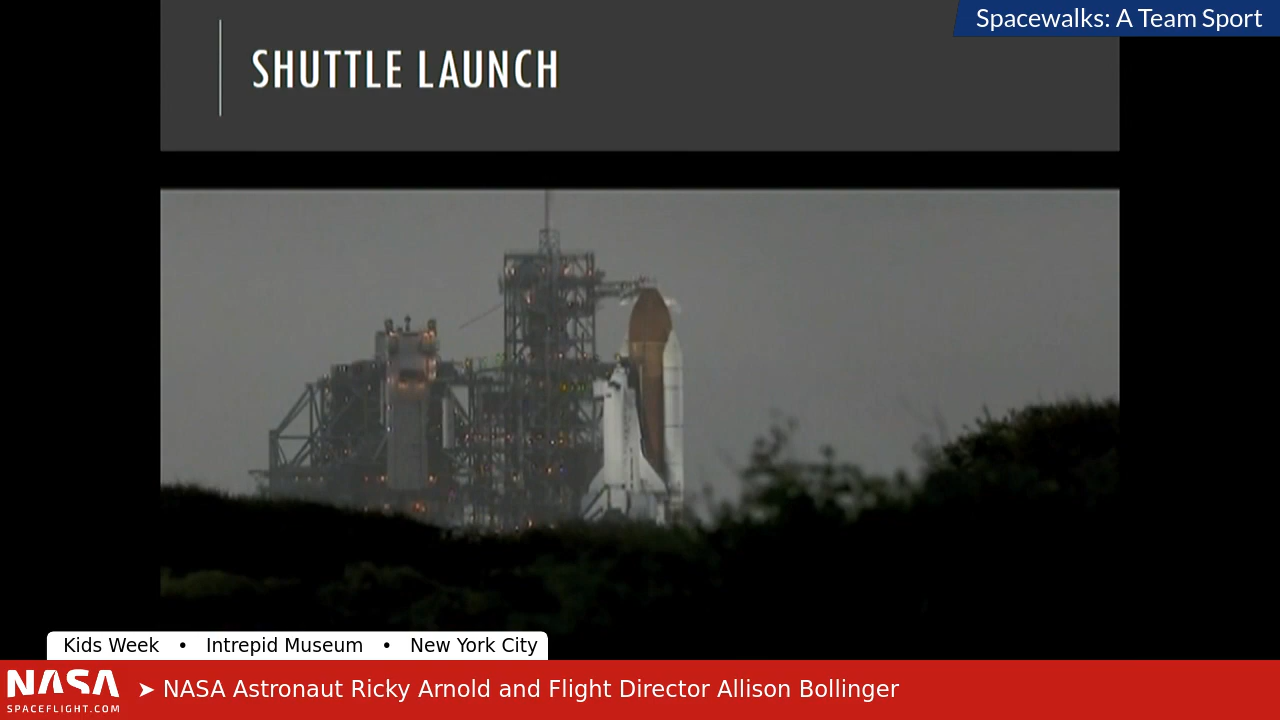 Spacewalks: A Team Sport
SHUTTLE LAUNCH
Kids Week • Intrepid Museum • New York City
NASA
SPACEFLIGHT.COM
➤ NASA Astronaut Ricky Arnold and Flight Director Allison Bollinger